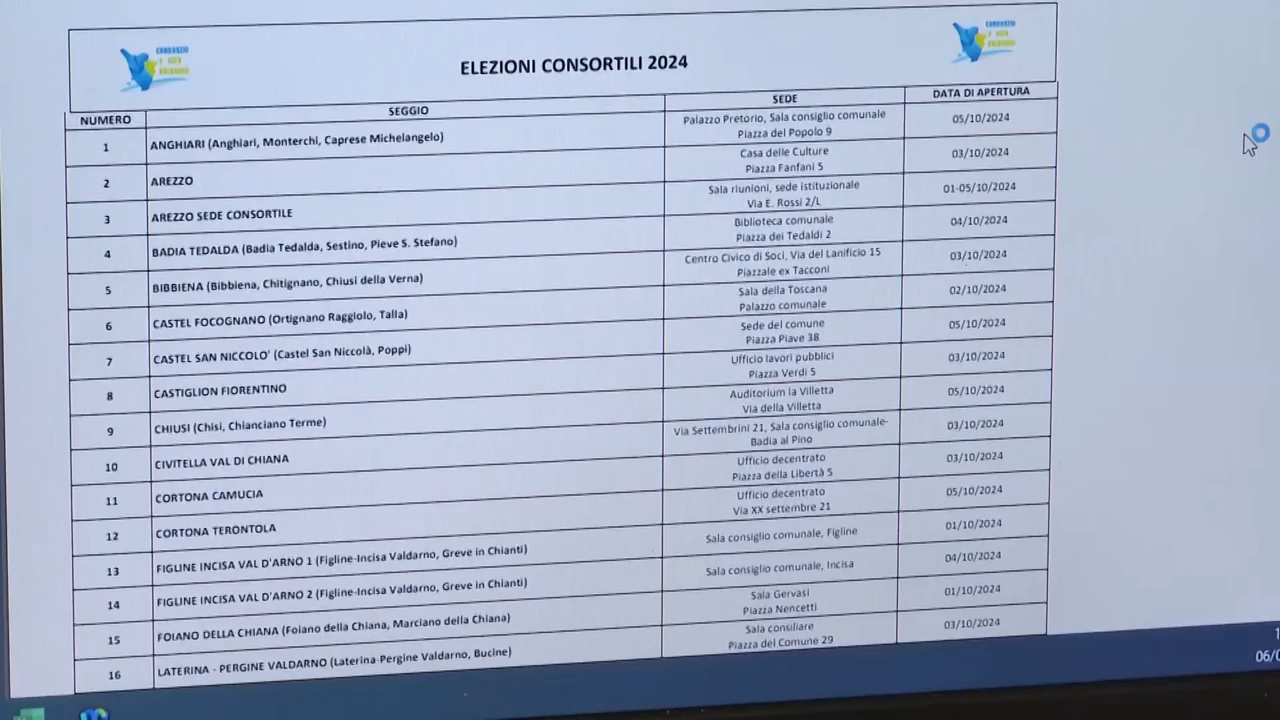 CONSORZIO
2 ALTO
VALDARNO
CONSORZIO
2 ALTO
VALDARNO
ELEZIONI CONSORTILI 2024
NUMERO SEGGIO SEDE DATA DI APERTURA
1 ANGHIARI (Anghiari, Monterchi, Caprese Michelangelo) Palazzo Pretorio, Sala consiglio comunale 05/10/2024
Piazza del Popolo 9
2 AREZZO Casa delle Culture 03/10/2024
Piazza Fanfani 5
3 AREZZO SEDE CONSORTILE Sala riunioni, sede istituzionale 01-05/10/2024
Via E. Rossi 2/L
4 BADIA TEDALDA (Badia Tedalda, Sestino, Pieve S. Stefano) Biblioteca comunale 04/10/2024
Piazza dei Tedaldi 2
5 BIBBIENA (Bibbiena, Chitignano, Chiusi della Verna) Centro Civico di Soci, Via del Lanificio 15 03/10/2024
Piazzale ex Tacconi
6 CASTEL FOCOGNANO (Ortignano Raggiolo, Talla) Sala della Toscana 02/10/2024
Palazzo comunale
7 CASTEL SAN NICCOLO' (Castel San Niccolà, Poppi) Sede del comune 05/10/2024
Piazza Piave 38
8 CASTIGLION FIORENTINO Ufficio lavori pubblici 03/10/2024
Piazza Verdi 5
9 CHIUSI (Chisi, Chianciano Terme) Auditorium la Villetta 05/10/2024
Via della Villetta
10 CIVITELLA VAL DI CHIANA Via Settembrini 21, Sala consiglio comunale- 03/10/2024
Badia al Pino
11 CORTONA CAMUCIA Ufficio decentrato 03/10/2024
Piazza della Libertà 5
12 CORTONA TERONTOLA Ufficio decentrato 05/10/2024
Via XX settembre 21
13 FIGLINE INCISA VAL D'ARNO 1 (Figline-Incisa Valdarno, Greve in Chianti) Sala consiglio comunale, Figline 01/10/2024
14 FIGLINE INCISA VAL D'ARNO 2 (Figline-Incisa Valdarno, Greve in Chianti) Sala consiglio comunale, Incisa 04/10/2024
15 FOIANO DELLA CHIANA (Foiano della Chiana, Marciano della Chiana) Sala Gervasi 01/10/2024
Piazza Nencetti
16 LATERINA - PERGINE VALDARNO (Laterina-Pergine Valdarno, Bucine) Sala consiliare 03/10/2024
Piazza del Comune 29